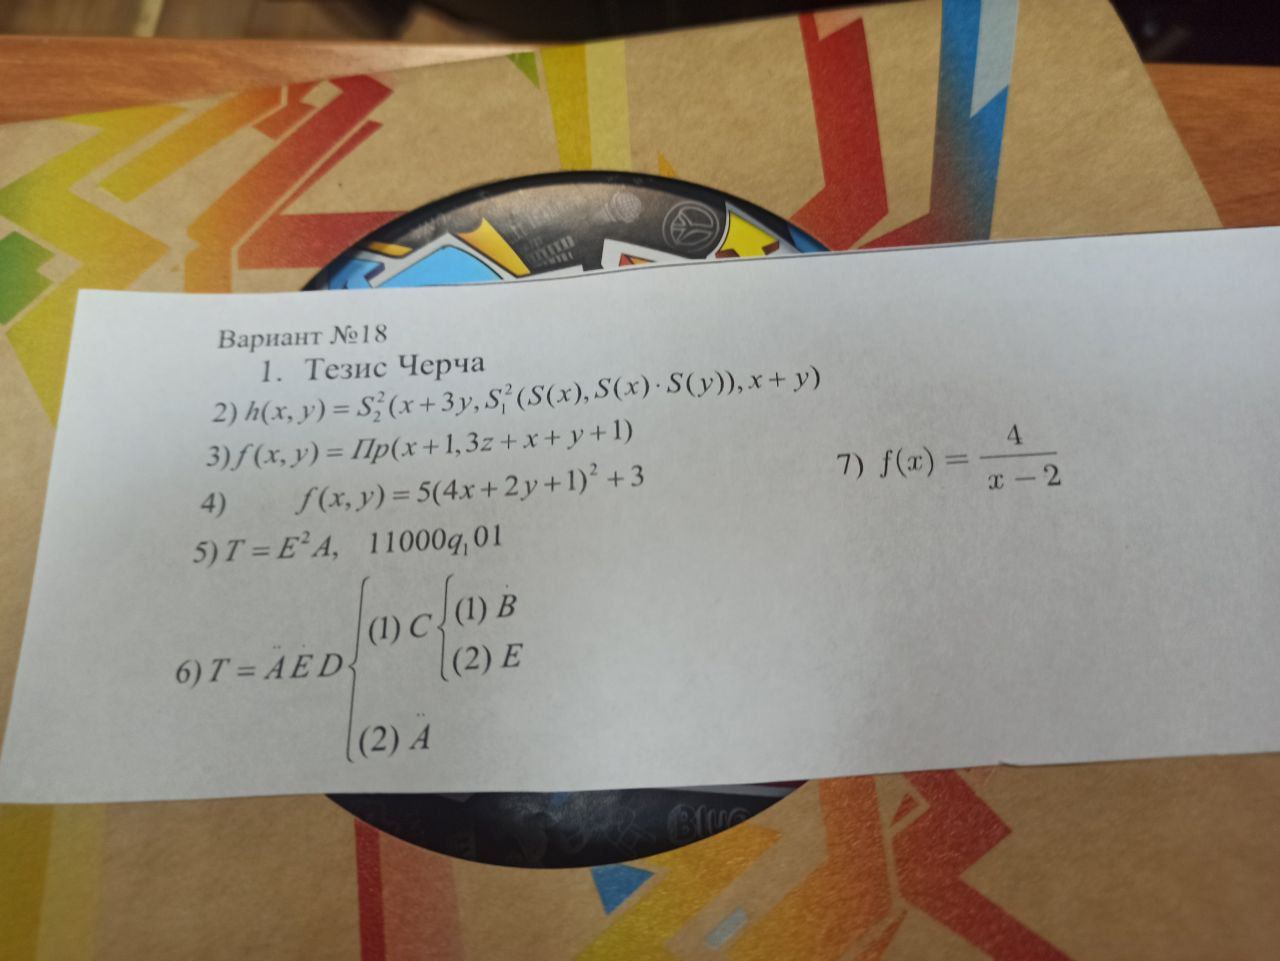 Вариант №18
1. Тезис Черча
2) h(x, y) = S₂²(x + 3y, S₁²(S(x), S(x) · S(y)), x + y)
3) f(x, y) = Пр(x + 1, 3z + x + y + 1)
4) f(x, y) = 5(4x + 2y + 1)² + 3
7) f(x) = 4 / (x − 2)
5) T = E²A, 11000q₁01
6) T = Ä Ė D { (1) C { (1) Ḃ
(2) E
(2) Ä
Blue